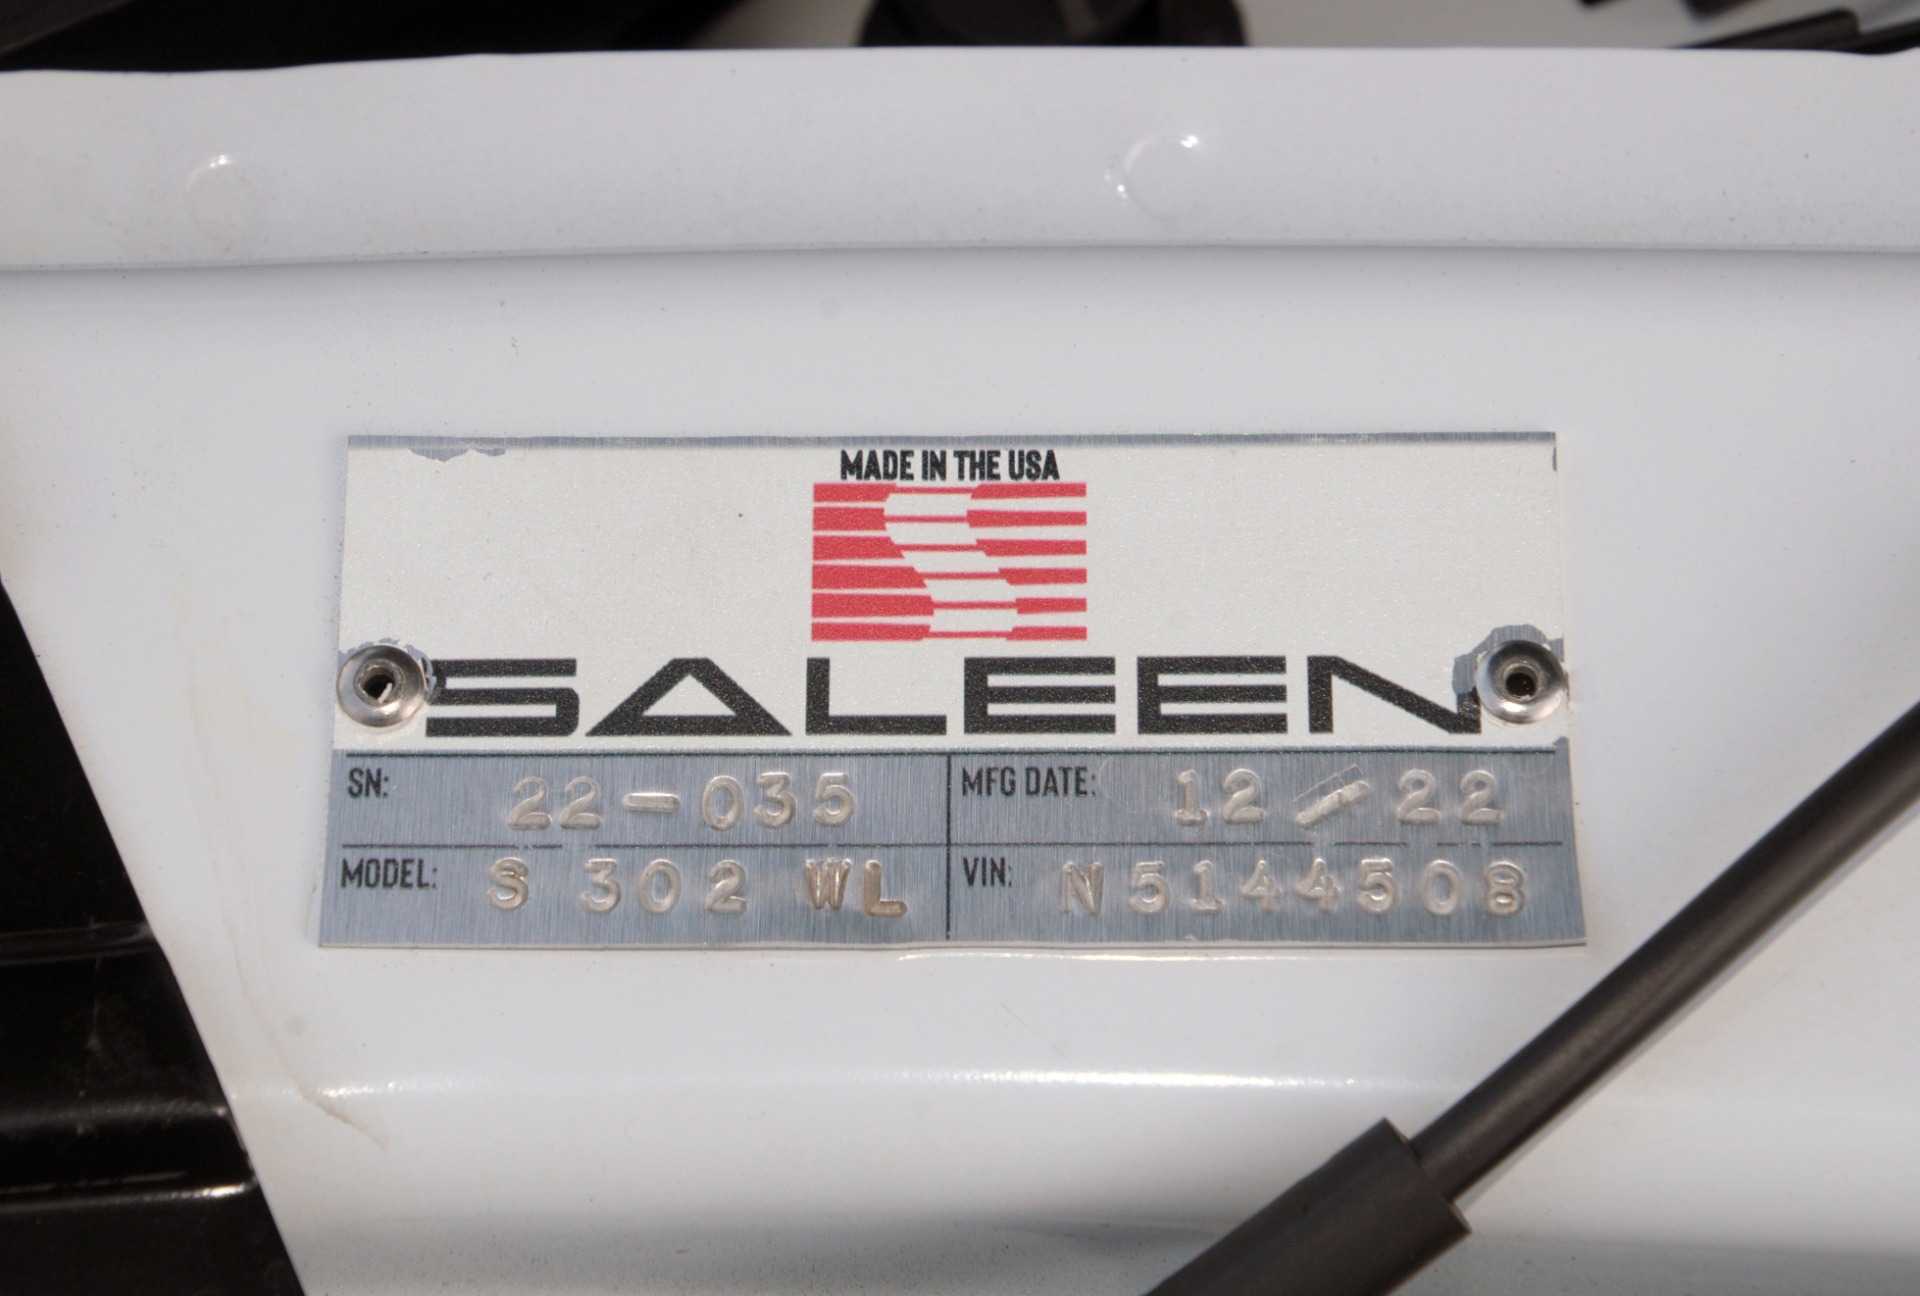 MADE IN THE USA
SALEEN
SN: 22-035 MFG DATE: 12/22
MODEL: S 302 WL VIN: N5144508